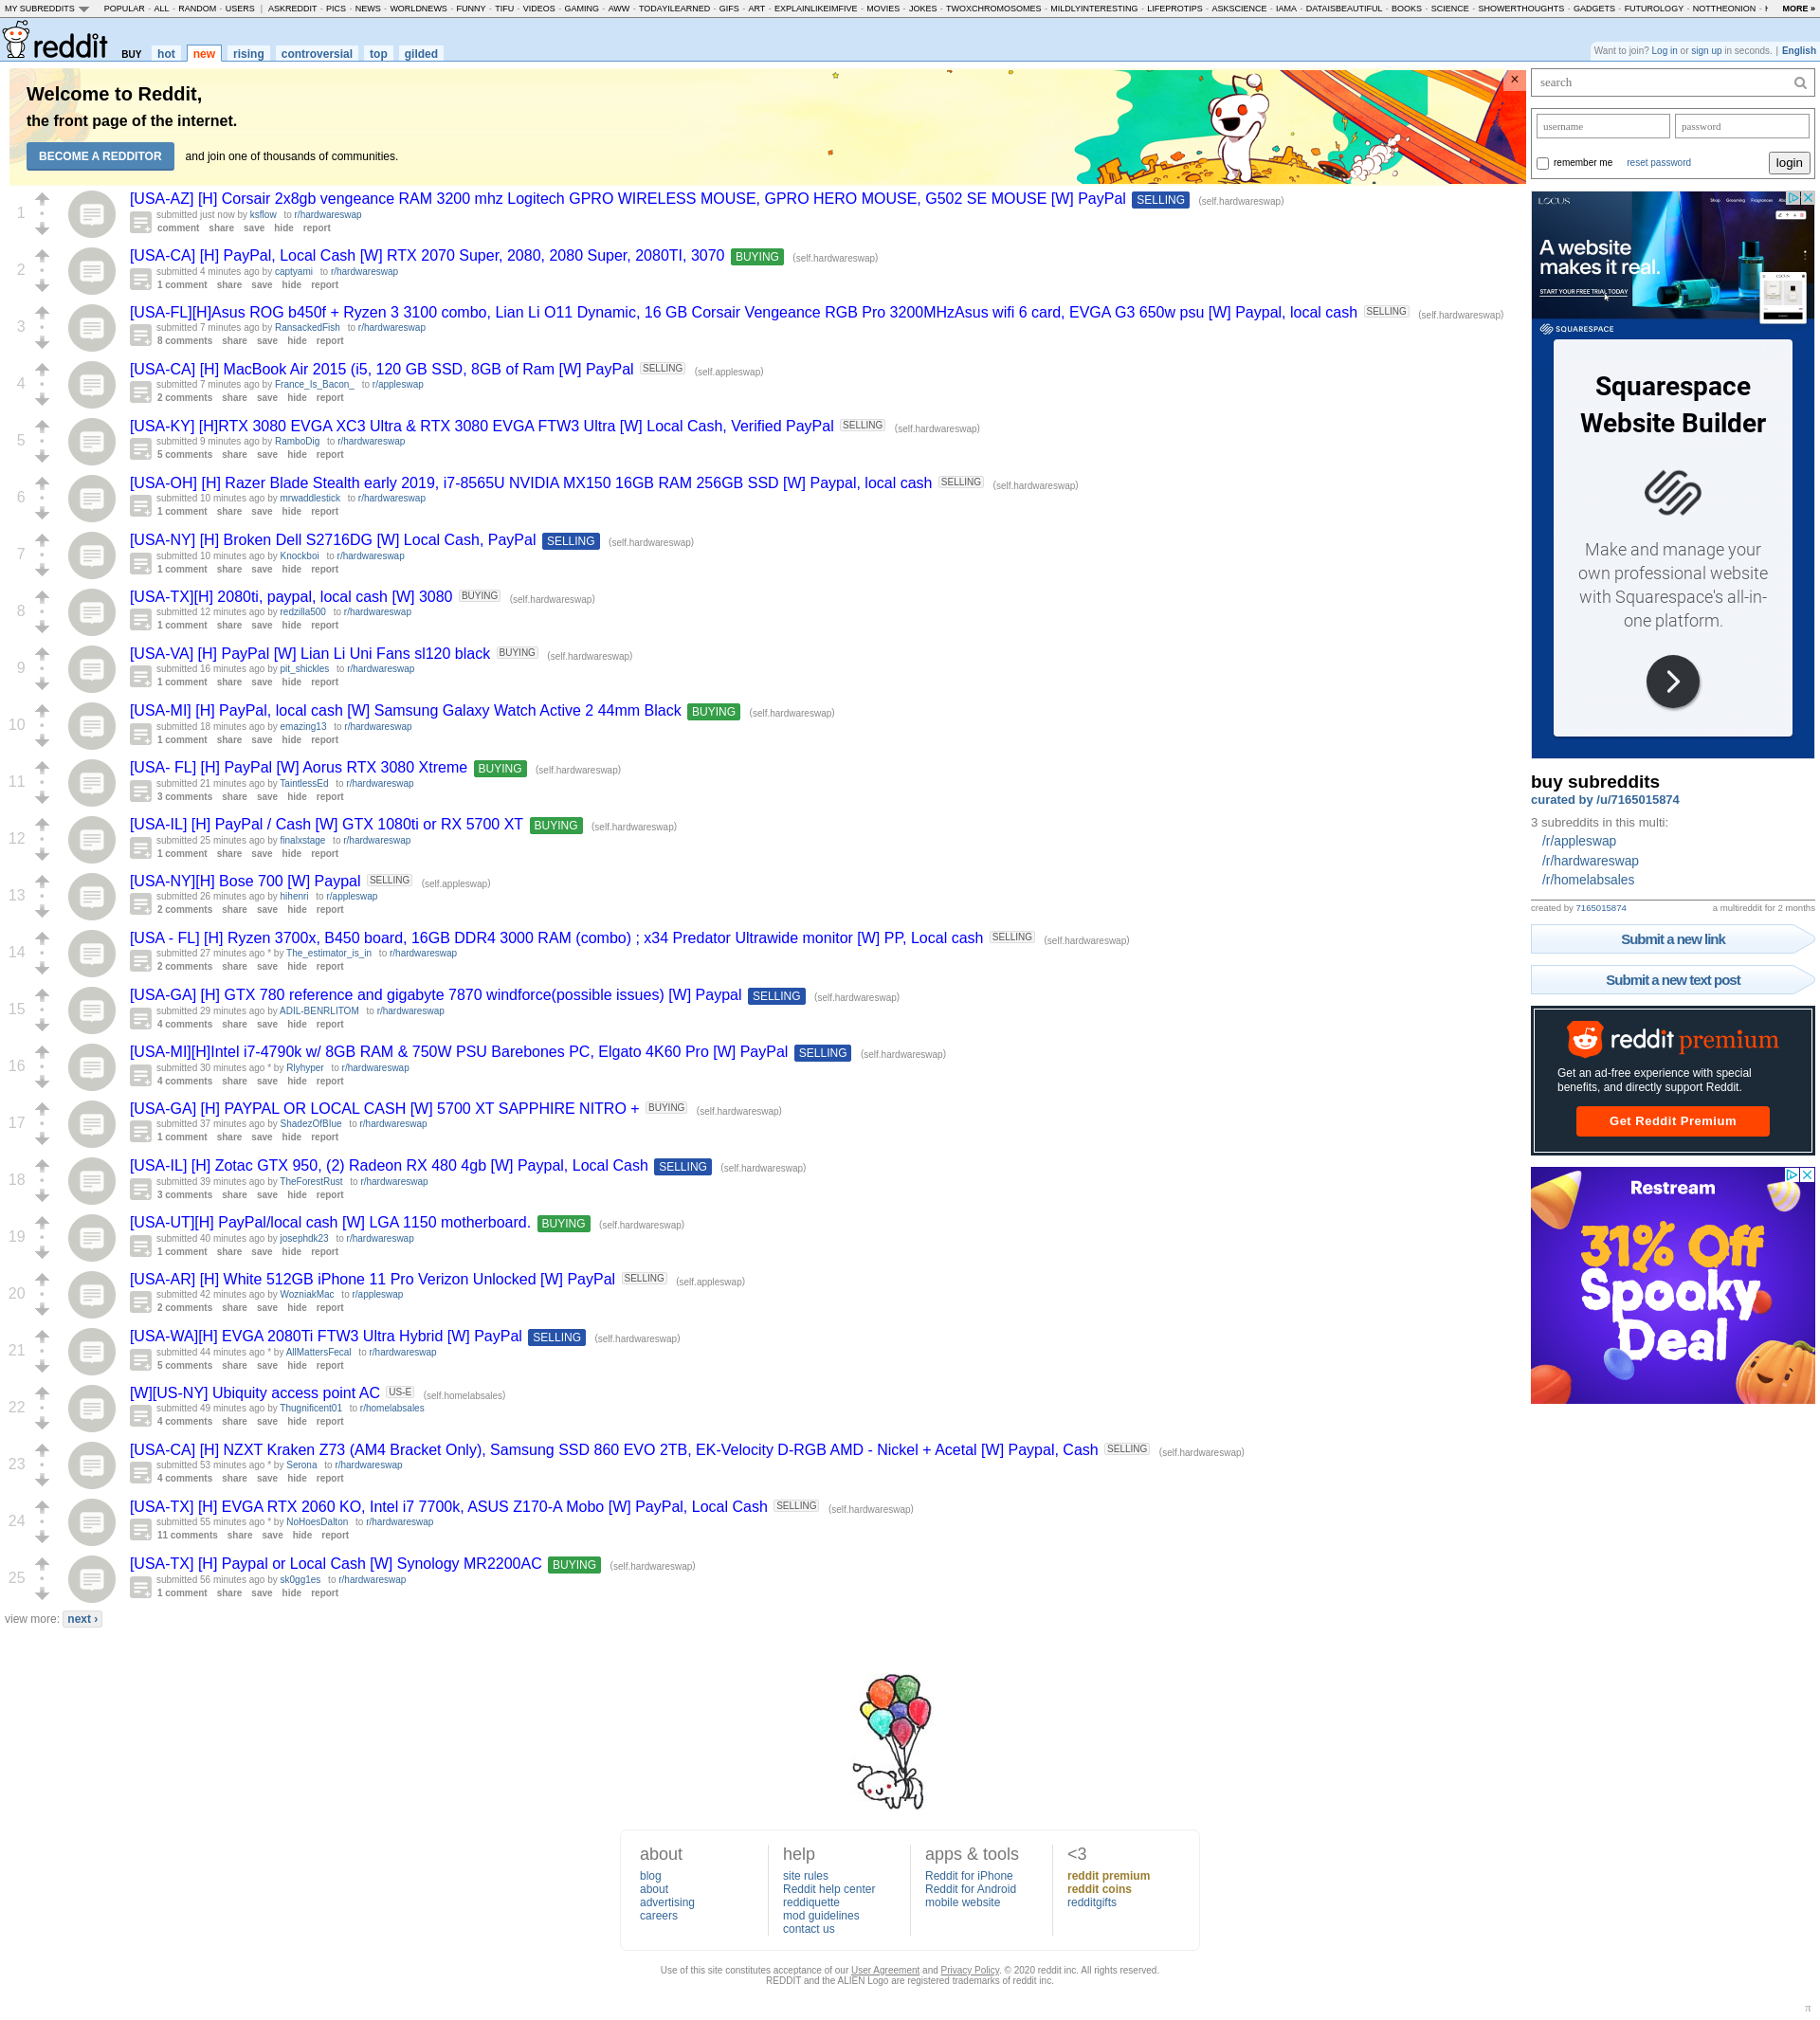 MY SUBREDDITS POPULAR - ALL - RANDOM - USERS | ASKREDDIT - PICS - NEWS - WORLDNEWS - FUNNY - TIFU - VIDEOS - GAMING - AWW - TODAYILEARNED - GIFS - ART - EXPLAINLIKEIMFIVE - MOVIES - JOKES - TWOXCHROMOSOMES - MILDLYINTERESTING - LIFEPROTIPS - ASKSCIENCE - IAMA - DATAISBEAUTIFUL - BOOKS - SCIENCE - SHOWERTHOUGHTS - GADGETS - FUTUROLOGY - NOTTHEONION - MORE »
reddit BUY hot new rising controversial top gilded
Want to join? Log in or sign up in seconds. | English
Welcome to Reddit,
the front page of the internet.
BECOME A REDDITOR and join one of thousands of communities.
×
1 [USA-AZ] [H] Corsair 2x8gb vengeance RAM 3200 mhz Logitech GPRO WIRELESS MOUSE, GPRO HERO MOUSE, G502 SE MOUSE [W] PayPal SELLING (self.hardwareswap)
submitted just now by ksflow to r/hardwareswap
comment share save hide report
2 [USA-CA] [H] PayPal, Local Cash [W] RTX 2070 Super, 2080, 2080 Super, 2080TI, 3070 BUYING (self.hardwareswap)
submitted 4 minutes ago by captyami to r/hardwareswap
1 comment share save hide report
3 [USA-FL][H]Asus ROG b450f + Ryzen 3 3100 combo, Lian Li O11 Dynamic, 16 GB Corsair Vengeance RGB Pro 3200MHzAsus wifi 6 card, EVGA G3 650w psu [W] Paypal, local cash SELLING (self.hardwareswap)
submitted 7 minutes ago by RansackedFish to r/hardwareswap
8 comments share save hide report
4 [USA-CA] [H] MacBook Air 2015 (i5, 120 GB SSD, 8GB of Ram [W] PayPal SELLING (self.appleswap)
submitted 7 minutes ago by France_Is_Bacon_ to r/appleswap
2 comments share save hide report
5 [USA-KY] [H]RTX 3080 EVGA XC3 Ultra & RTX 3080 EVGA FTW3 Ultra [W] Local Cash, Verified PayPal SELLING (self.hardwareswap)
submitted 9 minutes ago by RamboDig to r/hardwareswap
5 comments share save hide report
6 [USA-OH] [H] Razer Blade Stealth early 2019, i7-8565U NVIDIA MX150 16GB RAM 256GB SSD [W] Paypal, local cash SELLING (self.hardwareswap)
submitted 10 minutes ago by mrwaddlestick to r/hardwareswap
1 comment share save hide report
7 [USA-NY] [H] Broken Dell S2716DG [W] Local Cash, PayPal SELLING (self.hardwareswap)
submitted 10 minutes ago by Knockboi to r/hardwareswap
1 comment share save hide report
8 [USA-TX][H] 2080ti, paypal, local cash [W] 3080 BUYING (self.hardwareswap)
submitted 12 minutes ago by redzilla500 to r/hardwareswap
1 comment share save hide report
9 [USA-VA] [H] PayPal [W] Lian Li Uni Fans sl120 black BUYING (self.hardwareswap)
submitted 16 minutes ago by pit_shickles to r/hardwareswap
1 comment share save hide report
10 [USA-MI] [H] PayPal, local cash [W] Samsung Galaxy Watch Active 2 44mm Black BUYING (self.hardwareswap)
submitted 18 minutes ago by emazing13 to r/hardwareswap
1 comment share save hide report
11 [USA- FL] [H] PayPal [W] Aorus RTX 3080 Xtreme BUYING (self.hardwareswap)
submitted 21 minutes ago by TaintlessEd to r/hardwareswap
3 comments share save hide report
12 [USA-IL] [H] PayPal / Cash [W] GTX 1080ti or RX 5700 XT BUYING (self.hardwareswap)
submitted 25 minutes ago by finalxstage to r/hardwareswap
1 comment share save hide report
13 [USA-NY][H] Bose 700 [W] Paypal SELLING (self.appleswap)
submitted 26 minutes ago by hihenri to r/appleswap
2 comments share save hide report
14 [USA - FL] [H] Ryzen 3700x, B450 board, 16GB DDR4 3000 RAM (combo) ; x34 Predator Ultrawide monitor [W] PP, Local cash SELLING (self.hardwareswap)
submitted 27 minutes ago * by The_estimator_is_in to r/hardwareswap
2 comments share save hide report
15 [USA-GA] [H] GTX 780 reference and gigabyte 7870 windforce(possible issues) [W] Paypal SELLING (self.hardwareswap)
submitted 29 minutes ago by ADIL-BENRLITOM to r/hardwareswap
4 comments share save hide report
16 [USA-MI][H]Intel i7-4790k w/ 8GB RAM & 750W PSU Barebones PC, Elgato 4K60 Pro [W] PayPal SELLING (self.hardwareswap)
submitted 30 minutes ago * by Rlyhyper to r/hardwareswap
4 comments share save hide report
17 [USA-GA] [H] PAYPAL OR LOCAL CASH [W] 5700 XT SAPPHIRE NITRO + BUYING (self.hardwareswap)
submitted 37 minutes ago by ShadezOfBlue to r/hardwareswap
1 comment share save hide report
18 [USA-IL] [H] Zotac GTX 950, (2) Radeon RX 480 4gb [W] Paypal, Local Cash SELLING (self.hardwareswap)
submitted 39 minutes ago by TheForestRust to r/hardwareswap
3 comments share save hide report
19 [USA-UT][H] PayPal/local cash [W] LGA 1150 motherboard. BUYING (self.hardwareswap)
submitted 40 minutes ago by josephdk23 to r/hardwareswap
1 comment share save hide report
20 [USA-AR] [H] White 512GB iPhone 11 Pro Verizon Unlocked [W] PayPal SELLING (self.appleswap)
submitted 42 minutes ago by WozniakMac to r/appleswap
2 comments share save hide report
21 [USA-WA][H] EVGA 2080Ti FTW3 Ultra Hybrid [W] PayPal SELLING (self.hardwareswap)
submitted 44 minutes ago * by AllMattersFecal to r/hardwareswap
5 comments share save hide report
22 [W][US-NY] Ubiquity access point AC US-E (self.homelabsales)
submitted 49 minutes ago by Thugnificent01 to r/homelabsales
4 comments share save hide report
23 [USA-CA] [H] NZXT Kraken Z73 (AM4 Bracket Only), Samsung SSD 860 EVO 2TB, EK-Velocity D-RGB AMD - Nickel + Acetal [W] Paypal, Cash SELLING (self.hardwareswap)
submitted 53 minutes ago * by Serona to r/hardwareswap
4 comments share save hide report
24 [USA-TX] [H] EVGA RTX 2060 KO, Intel i7 7700k, ASUS Z170-A Mobo [W] PayPal, Local Cash SELLING (self.hardwareswap)
submitted 55 minutes ago * by NoHoesDalton to r/hardwareswap
11 comments share save hide report
25 [USA-TX] [H] Paypal or Local Cash [W] Synology MR2200AC BUYING (self.hardwareswap)
submitted 56 minutes ago by sk0gg1es to r/hardwareswap
1 comment share save hide report
view more: next ›
search
username password
remember me reset password login
LOCUS
A website
makes it real.
START YOUR FREE TRIAL TODAY
SQUARESPACE
Squarespace
Website Builder
Make and manage your
own professional website
with Squarespace's all-in-
one platform.
buy subreddits
curated by /u/7165015874
3 subreddits in this multi:
/r/appleswap
/r/hardwareswap
/r/homelabsales
created by 7165015874 a multireddit for 2 months
Submit a new link
Submit a new text post
reddit premium
Get an ad-free experience with special
benefits, and directly support Reddit.
Get Reddit Premium
Restream
31% Off
Spooky
Deal
about
blog
about
advertising
careers
help
site rules
Reddit help center
reddiquette
mod guidelines
contact us
apps & tools
Reddit for iPhone
Reddit for Android
mobile website
<3
reddit premium
reddit coins
redditgifts
Use of this site constitutes acceptance of our User Agreement and Privacy Policy. © 2020 reddit inc. All rights reserved.
REDDIT and the ALIEN Logo are registered trademarks of reddit inc.
π